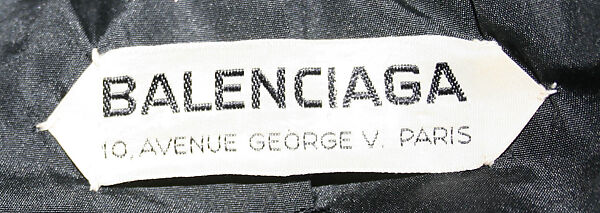 BALENCIAGA
10, AVENUE GEORGE V. PARIS